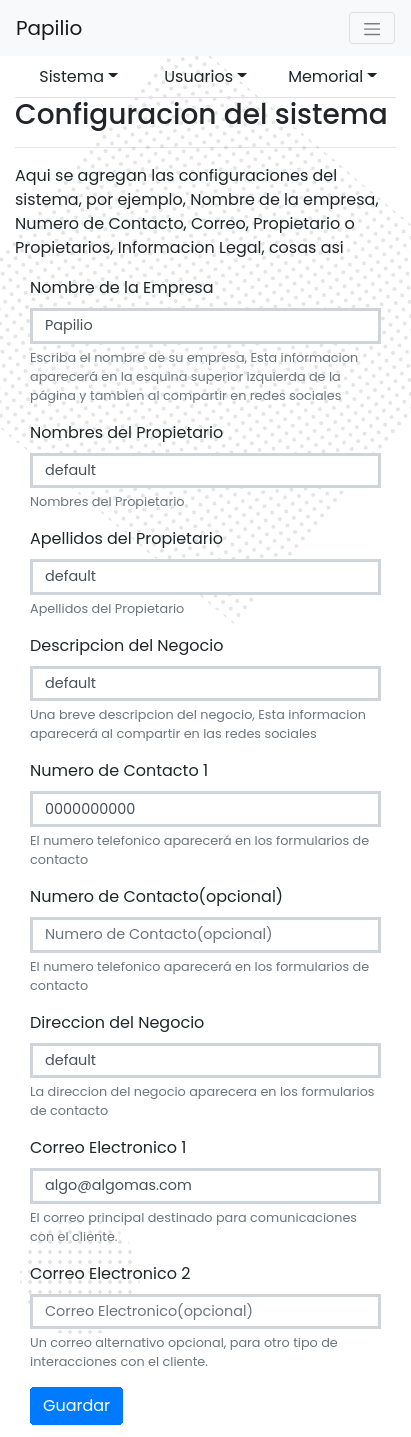 Papilio
Sistema Usuarios Memorial
Configuracion del sistema
Aqui se agregan las configuraciones del
sistema, por ejemplo, Nombre de la empresa,
Numero de Contacto, Correo, Propietario o
Propietarios, Informacion Legal, cosas asi
Nombre de la Empresa
Papilio
Escriba el nombre de su empresa, Esta informacion
aparecerá en la esquina superior izquierda de la
página y tambien al compartir en redes sociales
Nombres del Propietario
default
Nombres del Propietario
Apellidos del Propietario
default
Apellidos del Propietario
Descripcion del Negocio
default
Una breve descripcion del negocio, Esta informacion
aparecerá al compartir en las redes sociales
Numero de Contacto 1
0000000000
El numero telefonico aparecerá en los formularios de
contacto
Numero de Contacto(opcional)
Numero de Contacto(opcional)
El numero telefonico aparecerá en los formularios de
contacto
Direccion del Negocio
default
La direccion del negocio aparecera en los formularios
de contacto
Correo Electronico 1
algo@algomas.com
El correo principal destinado para comunicaciones
con el cliente.
Correo Electronico 2
Correo Electronico(opcional)
Un correo alternativo opcional, para otro tipo de
interacciones con el cliente.
Guardar